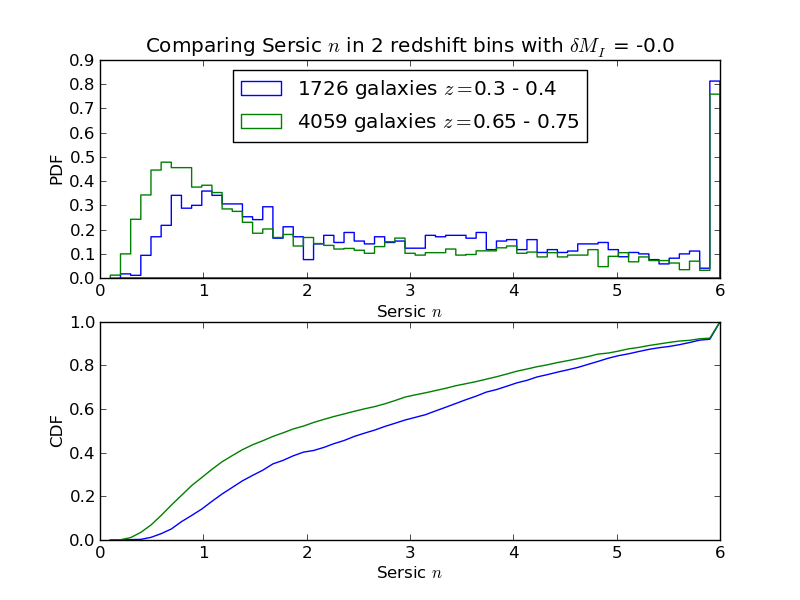 Comparing Sersic n in 2 redshift bins with δM_I = -0.0
0.9
0.8
0.7
0.6
0.5
0.4
0.3
0.2
0.1
0.0
PDF
1726 galaxies z=0.3 - 0.4
4059 galaxies z=0.65 - 0.75
0 1 2 3 4 5 6
Sersic n
1.0
0.8
0.6
0.4
0.2
0.0
CDF
0 1 2 3 4 5 6
Sersic n